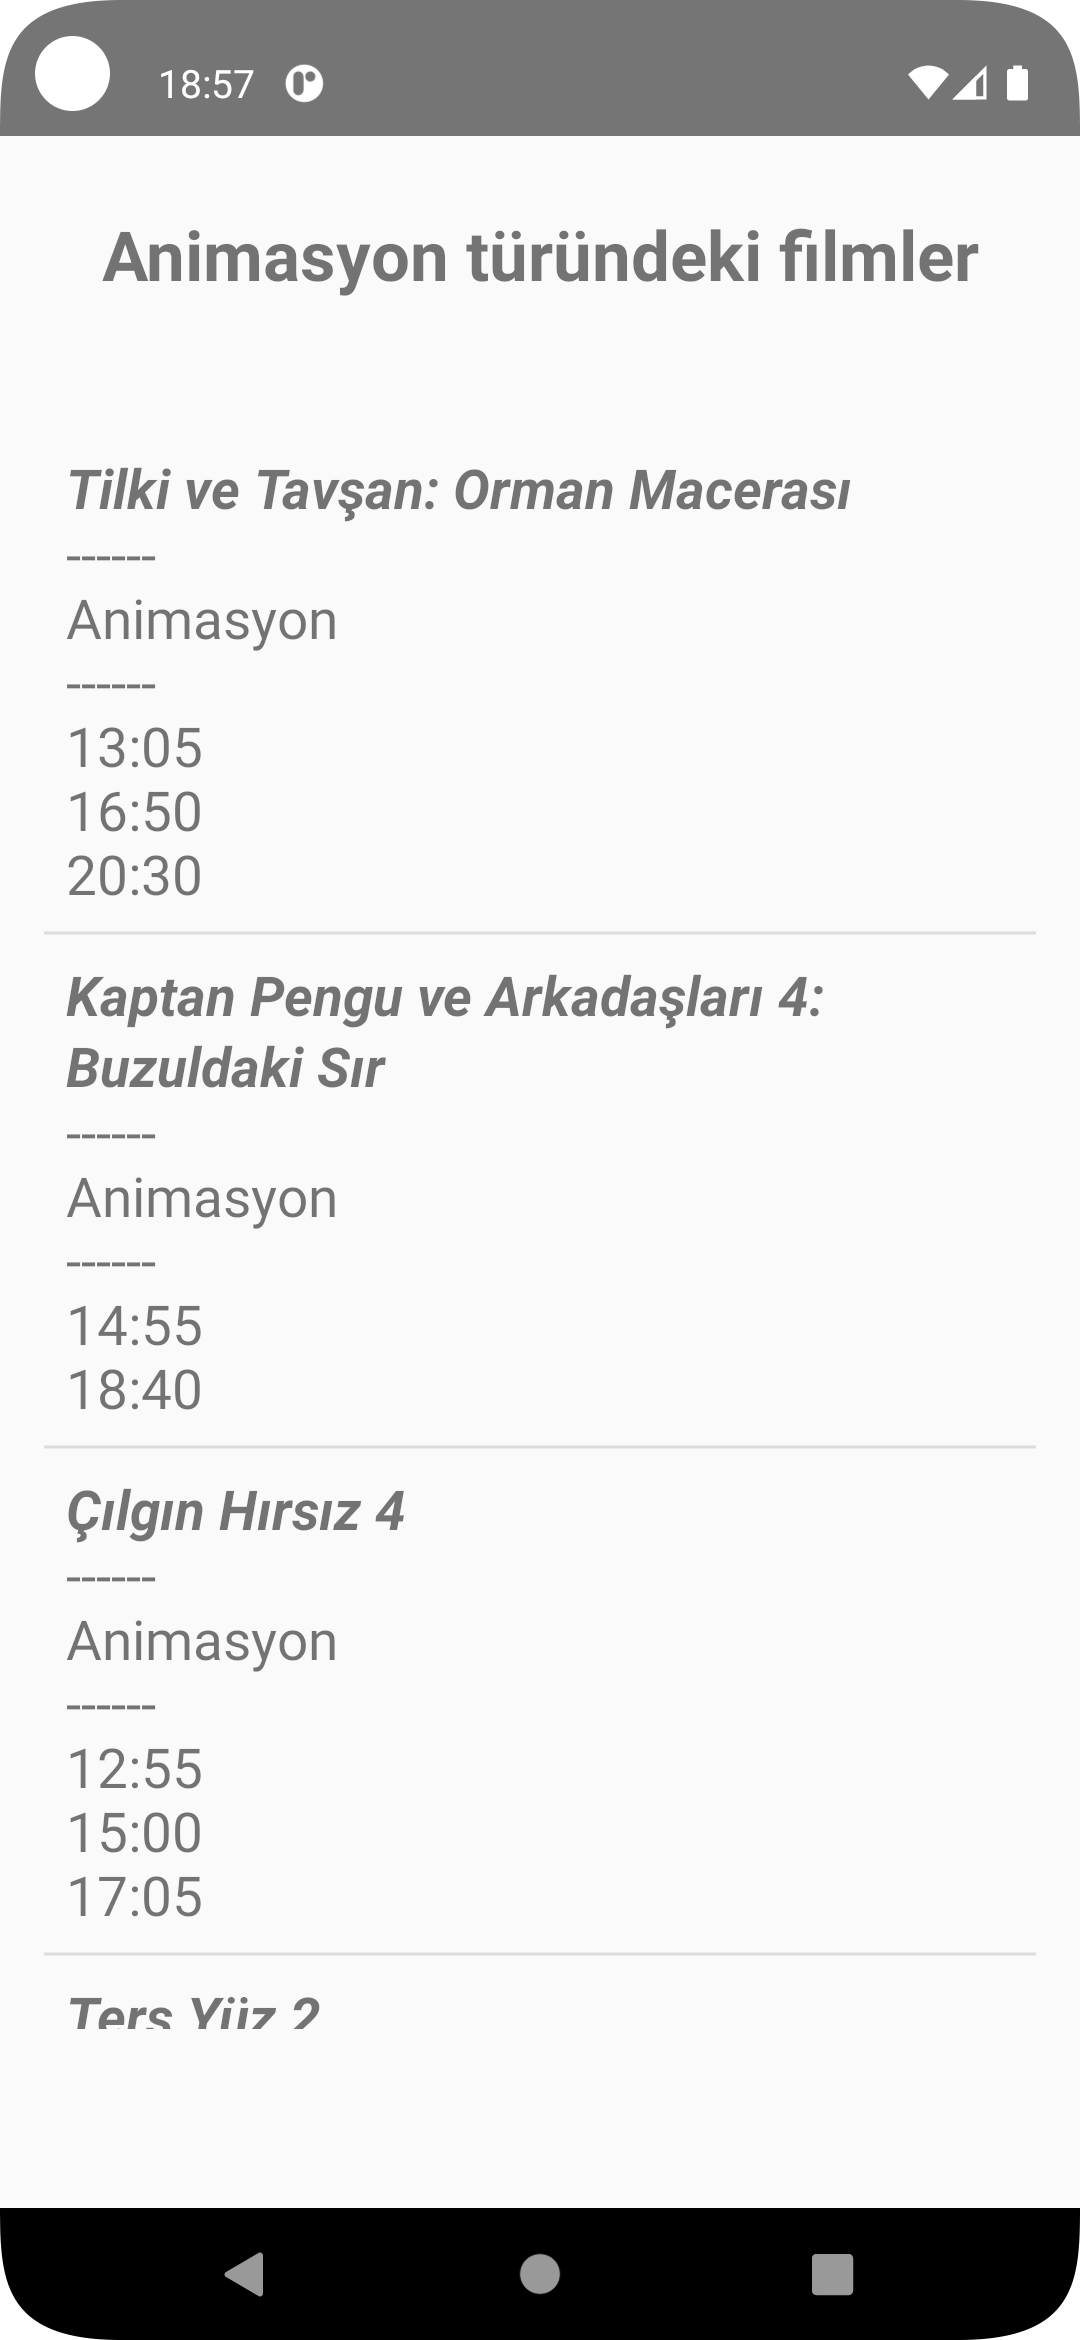 18:57
Animasyon türündeki filmler
Tilki ve Tavşan: Orman Macerası
------
Animasyon
------
13:05
16:50
20:30
Kaptan Pengu ve Arkadaşları 4:
Buzuldaki Sır
------
Animasyon
------
14:55
18:40
Çılgın Hırsız 4
------
Animasyon
------
12:55
15:00
17:05
Ters Yüz 2